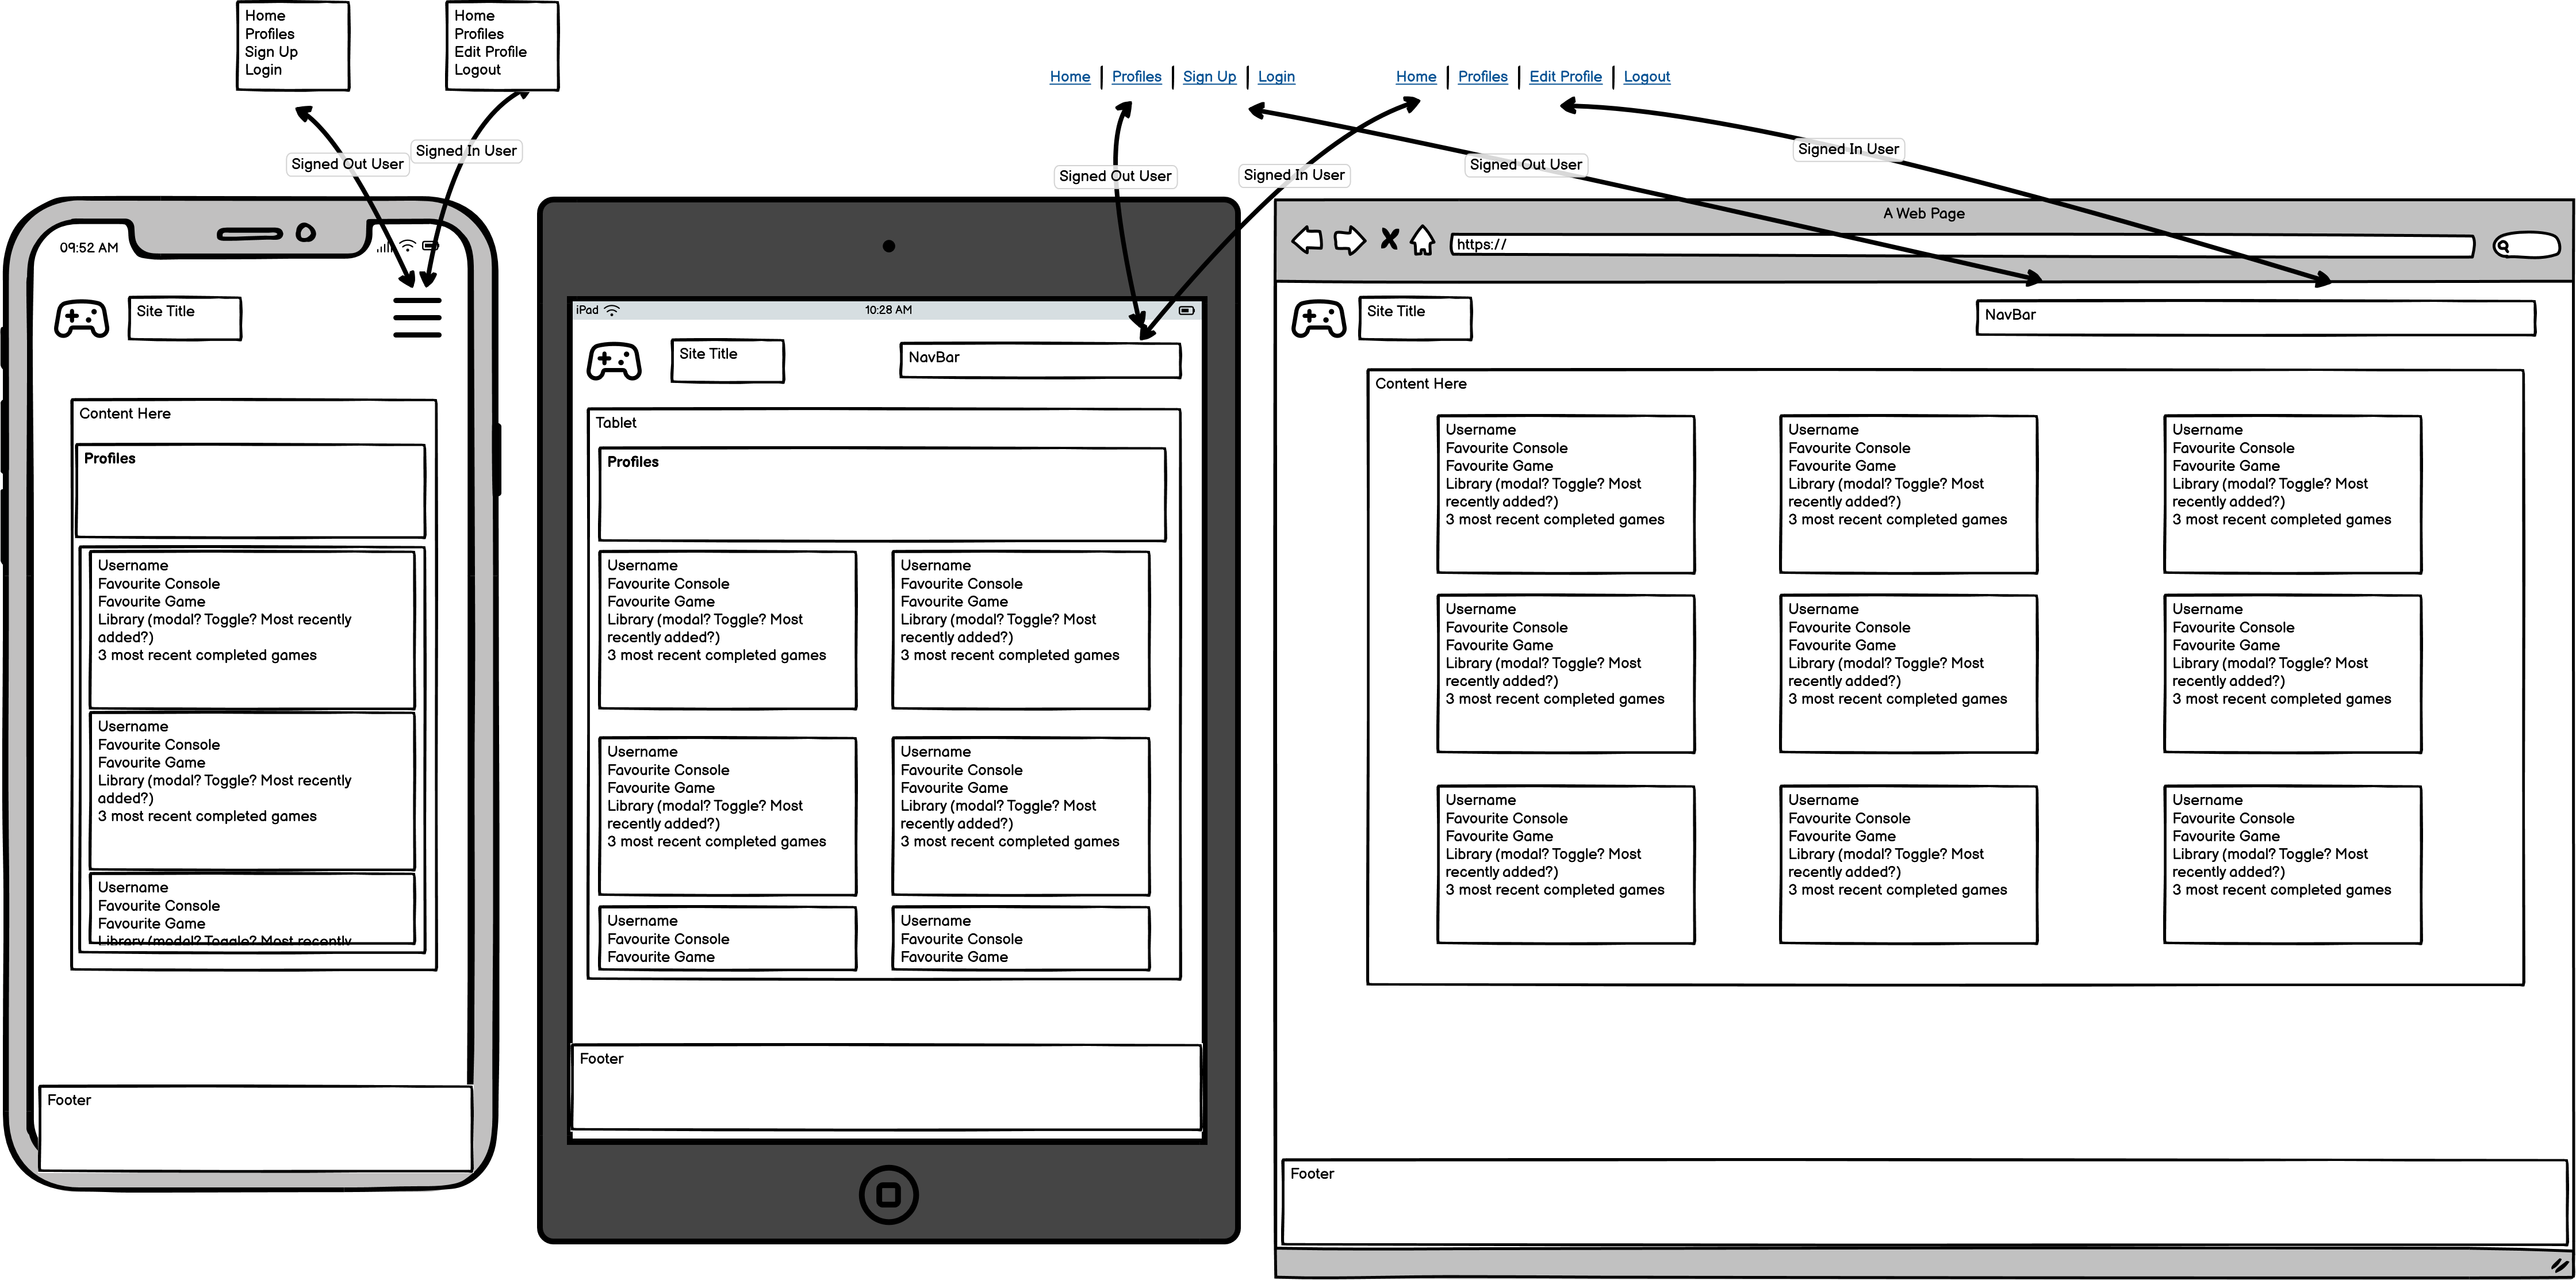 Home
Profiles
Sign Up
Login
Home
Profiles
Edit Profile
Logout
Signed Out User
Signed In User
Home Profiles Sign Up Login
Home Profiles Edit Profile Logout
Signed Out User
Signed In User
Signed Out User
Signed In User
09:52 AM
Site Title
Content Here
Profiles
Username
Favourite Console
Favourite Game
Library (modal? Toggle? Most recently
added?)
3 most recent completed games
Username
Favourite Console
Favourite Game
Library (modal? Toggle? Most recently
added?)
3 most recent completed games
Username
Favourite Console
Favourite Game
Library (modal? Toggle? Most recently
Footer
iPad
10:28 AM
Site Title
NavBar
Tablet
Profiles
Username
Favourite Console
Favourite Game
Library (modal? Toggle? Most
recently added?)
3 most recent completed games
Username
Favourite Console
Favourite Game
Library (modal? Toggle? Most
recently added?)
3 most recent completed games
Username
Favourite Console
Favourite Game
Library (modal? Toggle? Most
recently added?)
3 most recent completed games
Username
Favourite Console
Favourite Game
Library (modal? Toggle? Most
recently added?)
3 most recent completed games
Username
Favourite Console
Favourite Game
Username
Favourite Console
Favourite Game
Footer
A Web Page
https://
Site Title
NavBar
Content Here
Username
Favourite Console
Favourite Game
Library (modal? Toggle? Most
recently added?)
3 most recent completed games
Username
Favourite Console
Favourite Game
Library (modal? Toggle? Most
recently added?)
3 most recent completed games
Username
Favourite Console
Favourite Game
Library (modal? Toggle? Most
recently added?)
3 most recent completed games
Username
Favourite Console
Favourite Game
Library (modal? Toggle? Most
recently added?)
3 most recent completed games
Username
Favourite Console
Favourite Game
Library (modal? Toggle? Most
recently added?)
3 most recent completed games
Username
Favourite Console
Favourite Game
Library (modal? Toggle? Most
recently added?)
3 most recent completed games
Username
Favourite Console
Favourite Game
Library (modal? Toggle? Most
recently added?)
3 most recent completed games
Username
Favourite Console
Favourite Game
Library (modal? Toggle? Most
recently added?)
3 most recent completed games
Username
Favourite Console
Favourite Game
Library (modal? Toggle? Most
recently added?)
3 most recent completed games
Footer